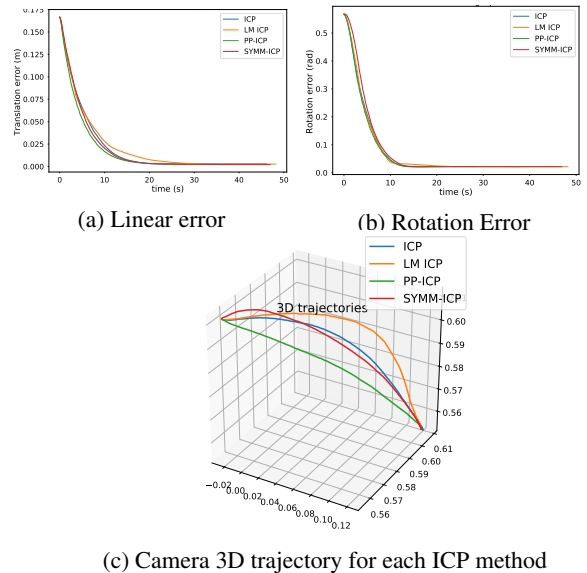 0.175
0.150
0.125
0.100
0.075
0.050
0.025
0.000
Translation error (m)
ICP
LM ICP
PP-ICP
SYMM-ICP
0 10 20 30 40 50
time (s)
(a) Linear error
0.5
0.4
0.3
0.2
0.1
0.0
Rotation error (rad)
ICP
LM ICP
PP-ICP
SYMM-ICP
0 10 20 30 40 50
time (s)
(b) Rotation Error
ICP
LM ICP
PP-ICP
SYMM-ICP
3D trajectories
0.60
0.59
0.58
0.57
0.56
−0.02 0.00 0.02 0.04 0.06 0.08 0.10 0.12
0.56 0.57 0.58 0.59 0.60 0.61
(c) Camera 3D trajectory for each ICP method